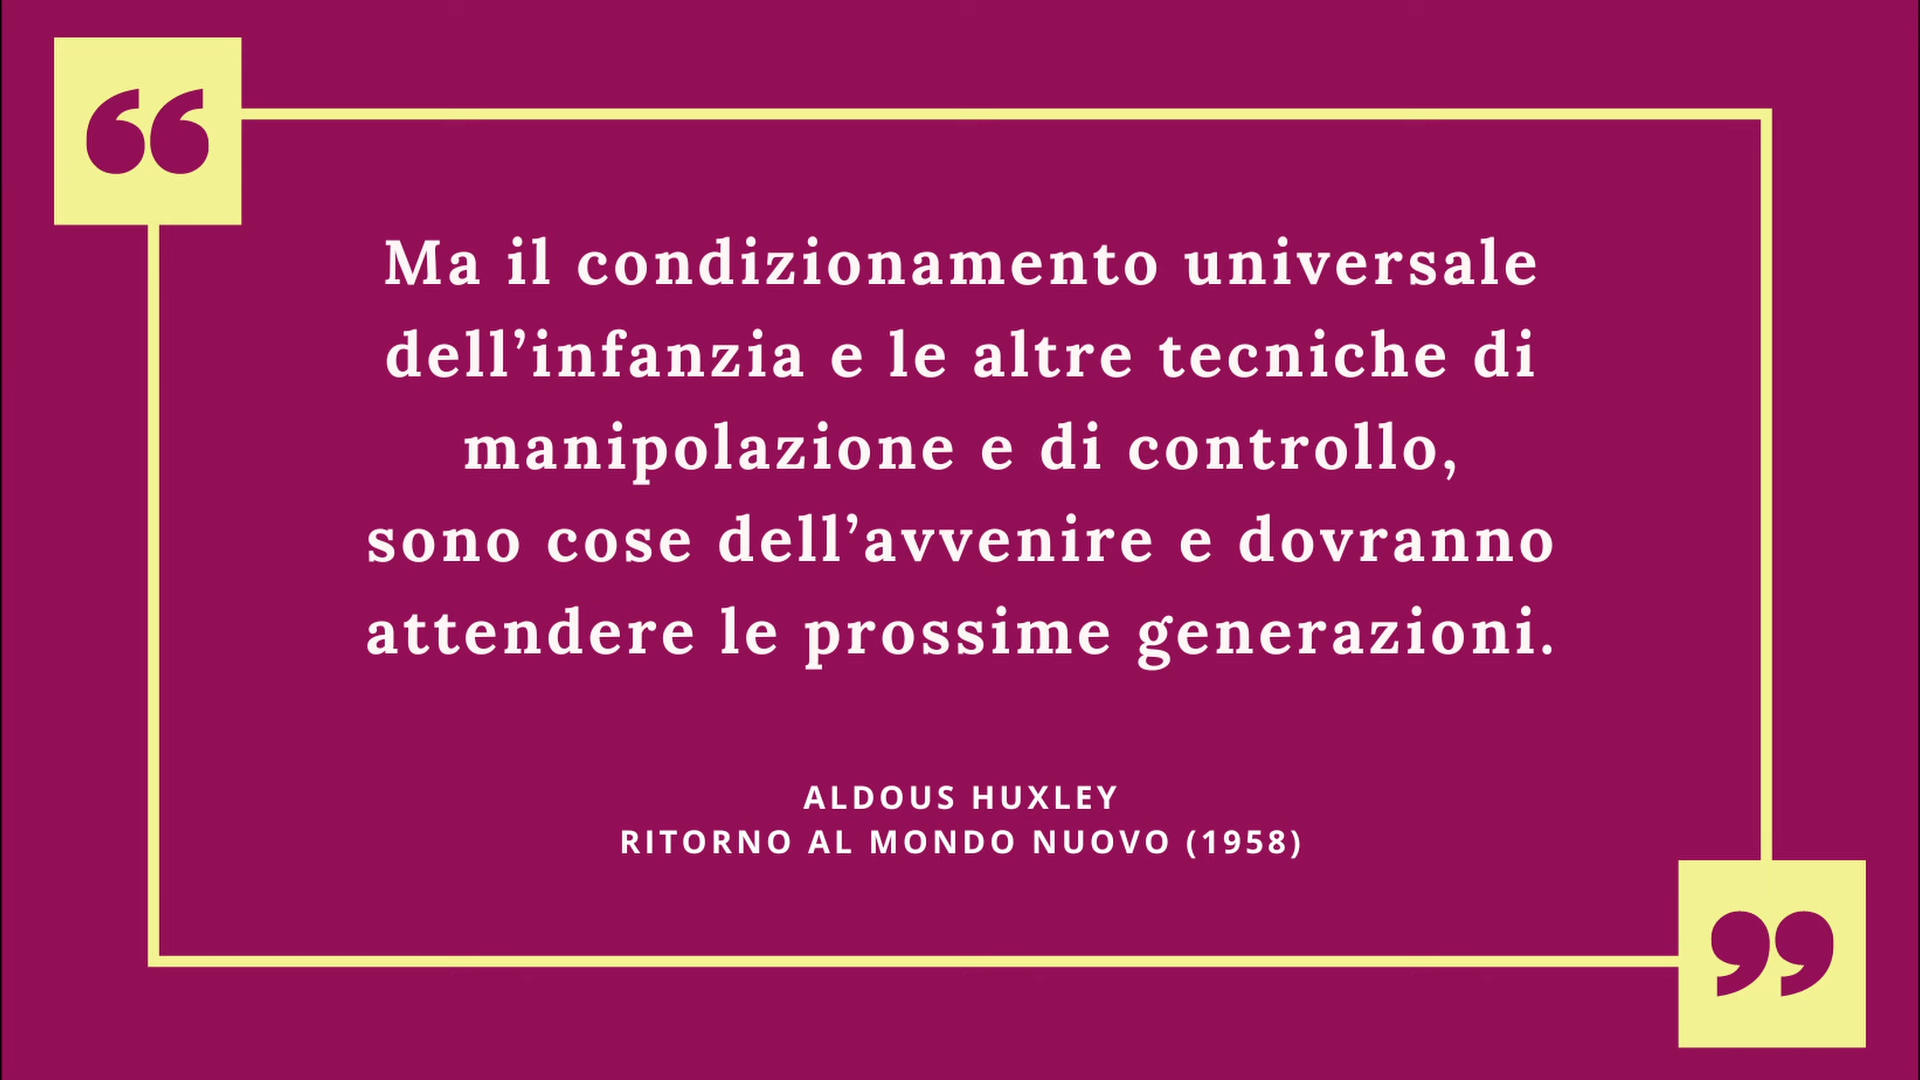 “
Ma il condizionamento universale
dell’infanzia e le altre tecniche di
manipolazione e di controllo,
sono cose dell’avvenire e dovranno
attendere le prossime generazioni.
ALDOUS HUXLEY
RITORNO AL MONDO NUOVO (1958)
”